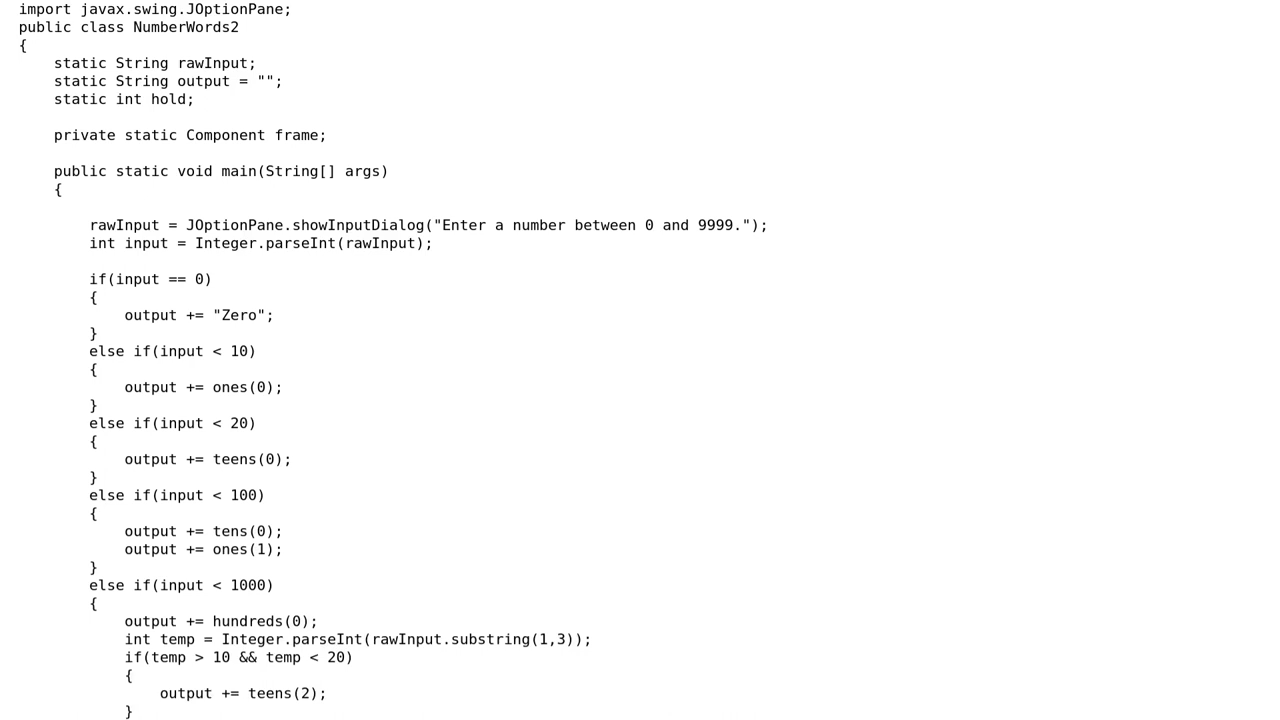 import javax.swing.JOptionPane;
public class NumberWords2
{
    static String rawInput;
    static String output = "";
    static int hold;

    private static Component frame;

    public static void main(String[] args)
    {

        rawInput = JOptionPane.showInputDialog("Enter a number between 0 and 9999.");
        int input = Integer.parseInt(rawInput);

        if(input == 0)
        {
            output += "Zero";
        }
        else if(input < 10)
        {
            output += ones(0);
        }
        else if(input < 20)
        {
            output += teens(0);
        }
        else if(input < 100)
        {
            output += tens(0);
            output += ones(1);
        }
        else if(input < 1000)
        {
            output += hundreds(0);
            int temp = Integer.parseInt(rawInput.substring(1,3));
            if(temp > 10 && temp < 20)
            {
                output += teens(2);
            }